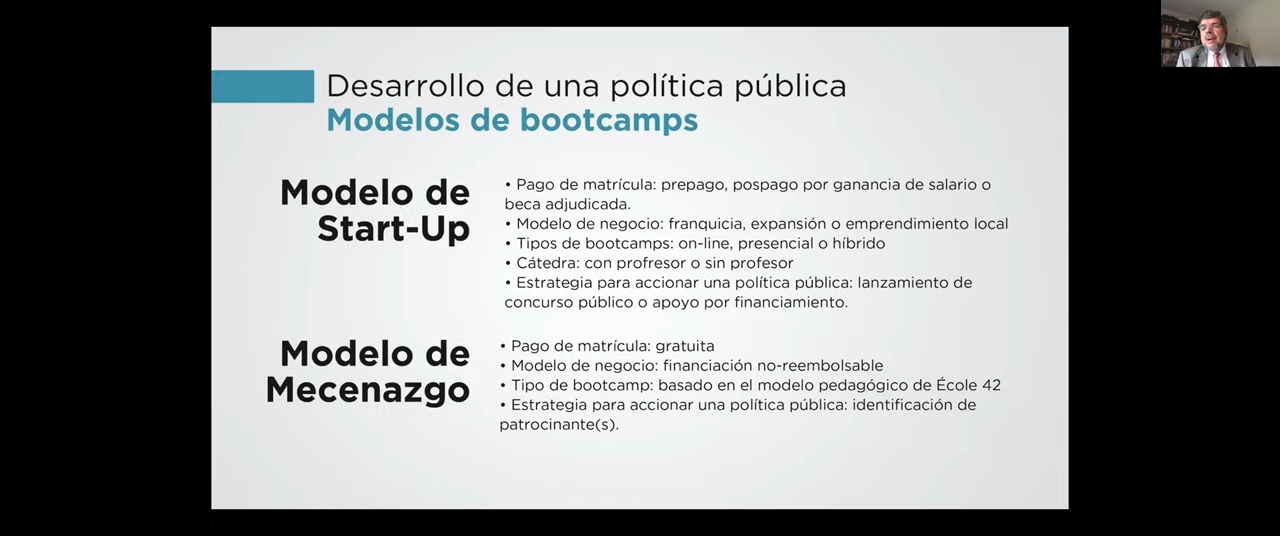 Desarrollo de una política pública
Modelos de bootcamps
Modelo de
Start-Up
• Pago de matrícula: prepago, pospago por ganancia de salario o
beca adjudicada.
• Modelo de negocio: franquicia, expansión o emprendimiento local
• Tipos de bootcamps: on-line, presencial o híbrido
• Cátedra: con profresor o sin profesor
• Estrategia para accionar una política pública: lanzamiento de
concurso público o apoyo por financiamiento.
Modelo de
Mecenazgo
• Pago de matrícula: gratuita
• Modelo de negocio: financiación no-reembolsable
• Tipo de bootcamp: basado en el modelo pedagógico de École 42
• Estrategia para accionar una política pública: identificación de
patrocinante(s).